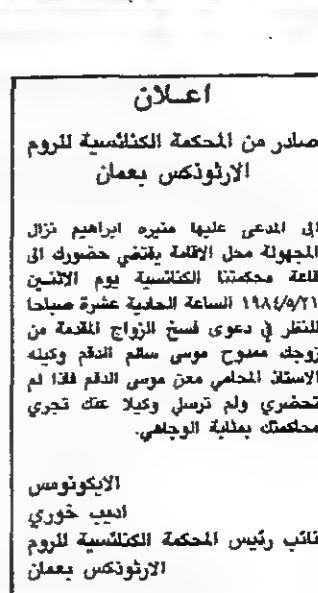 اعلان
صادر من المحكمة الكنائسية للروم
الارثوذكس بعمان
الى المدعى عليها منيره ابراهيم نزال
المجهولة محل الاقامة يقتضي حضورك الى
قاعة محكمتنا الكنائسية يوم الاثنين
١٩٨٤/٥/٢١ الساعة الحادية عشرة صباحا
للنظر في دعوى فسخ الزواج المقدمة من
زوجك ممدوح موسى سالم الدقم وكيله
الاستاذ المحامي معن موسى الدقم فاذا لم
تحضري ولم ترسلي وكيلا عنك تجري
محاكمتك بمثابة الوجاهي.
الايكونومس
اديب خوري
نائب رئيس المحكمة الكنائسية للروم
الارثوذكس بعمان